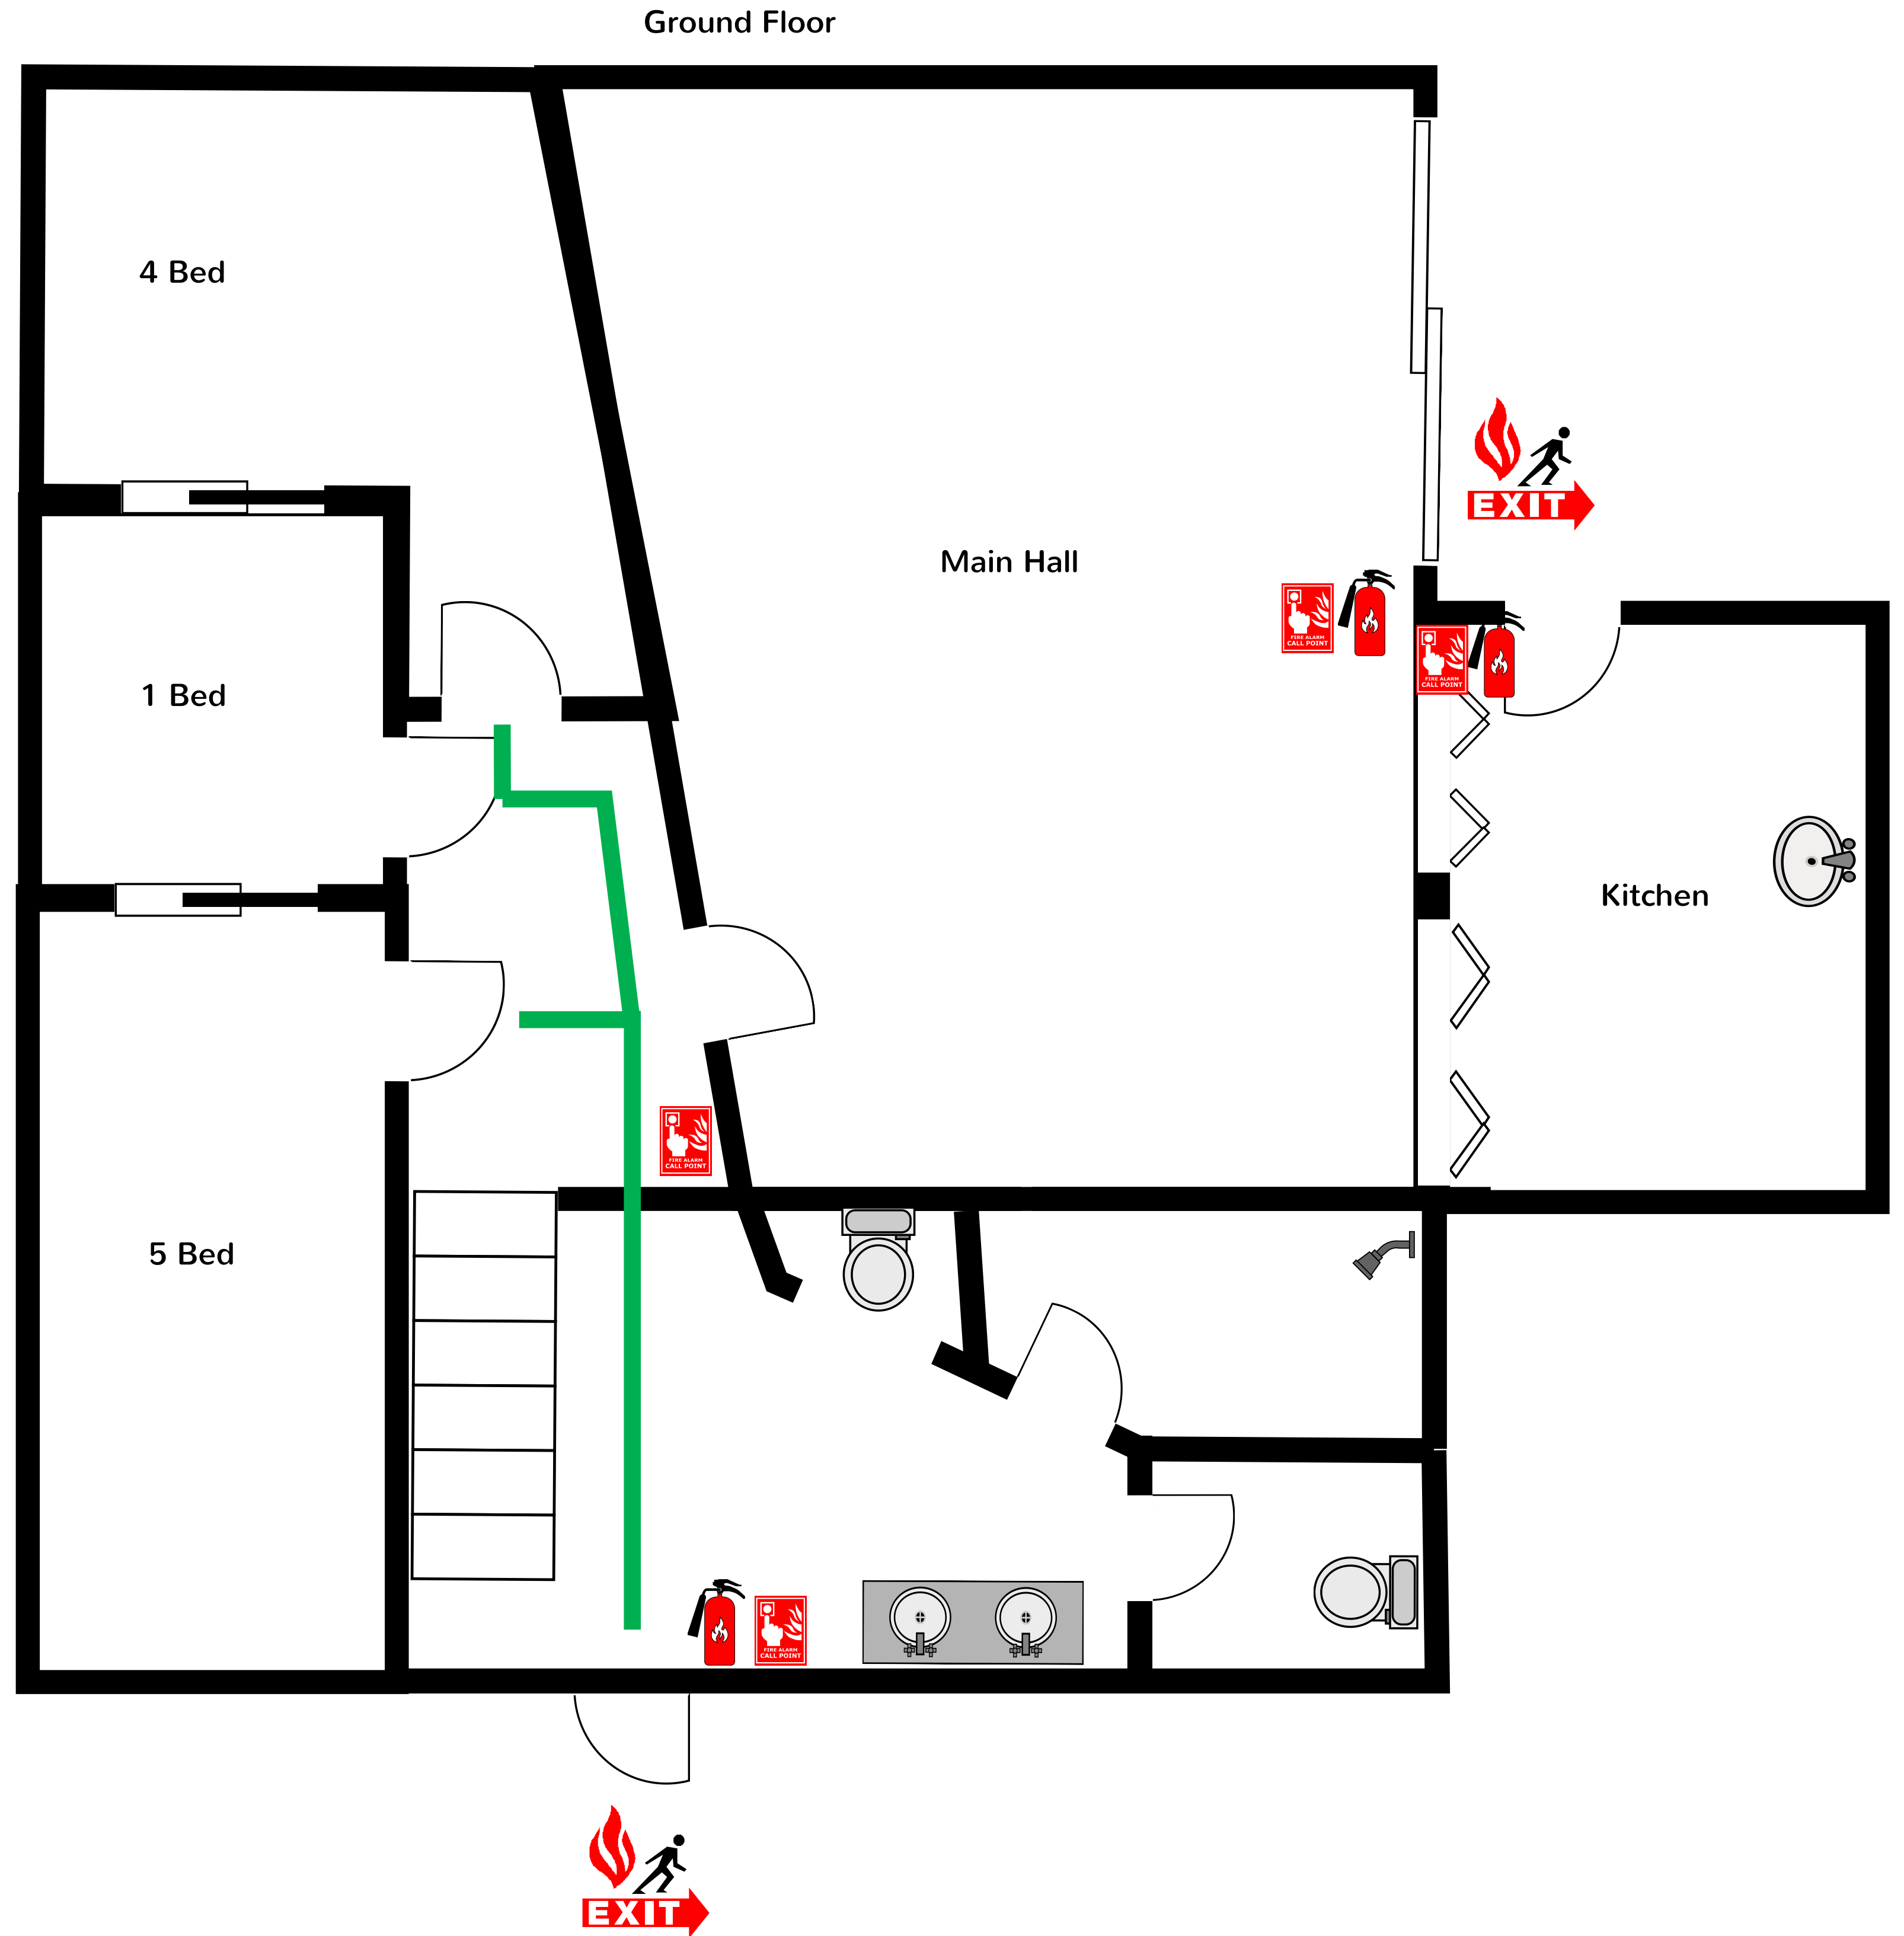 Ground Floor
4 Bed
Main Hall
EXIT
FIRE ALARM
CALL POINT
FIRE ALARM
CALL POINT
1 Bed
Kitchen
FIRE ALARM
CALL POINT
5 Bed
FIRE ALARM
CALL POINT
EXIT